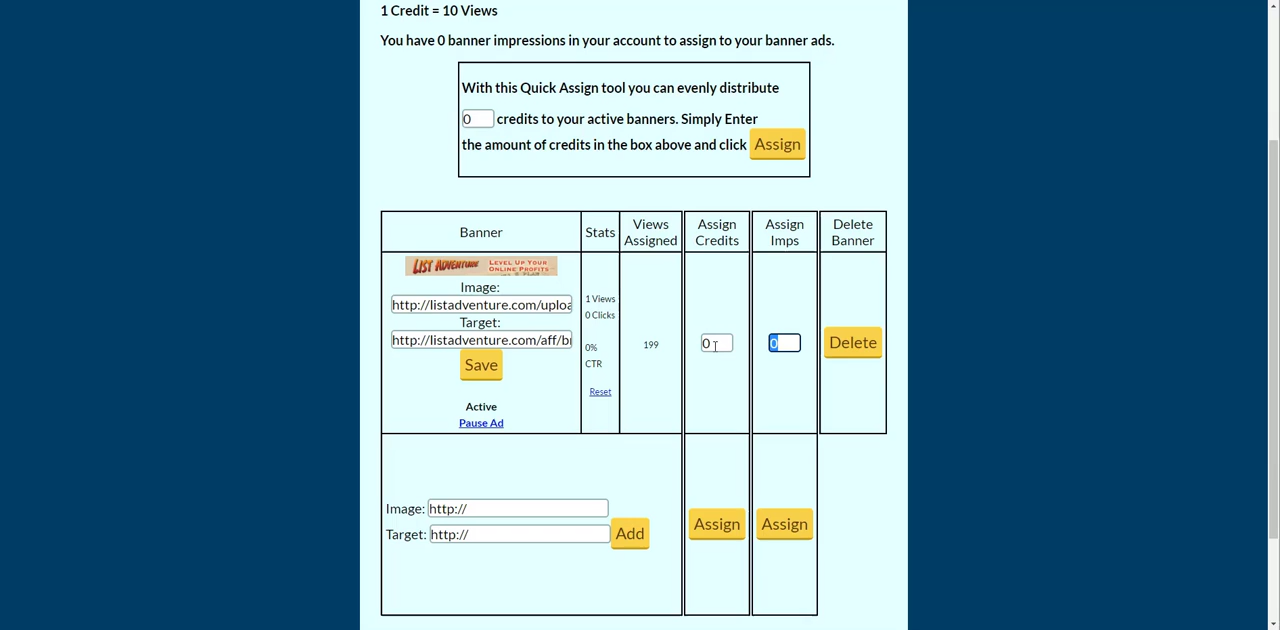 1 Credit = 10 Views
You have 0 banner impressions in your account to assign to your banner ads.
With this Quick Assign tool you can evenly distribute
0 credits to your active banners. Simply Enter
the amount of credits in the box above and click Assign
Banner
Stats
Views
Assigned
Assign
Credits
Assign
Imps
Delete
Banner
LIST ADVENTURE
LEVEL UP YOUR
ONLINE PROFITS
Image:
http://listadventure.com/uploa
Target:
http://listadventure.com/aff/b
Save
Active
Pause Ad
1 Views
0 Clicks
0%
CTR
Reset
199
0
0
Delete
Image: http://
Target: http:// Add
Assign
Assign